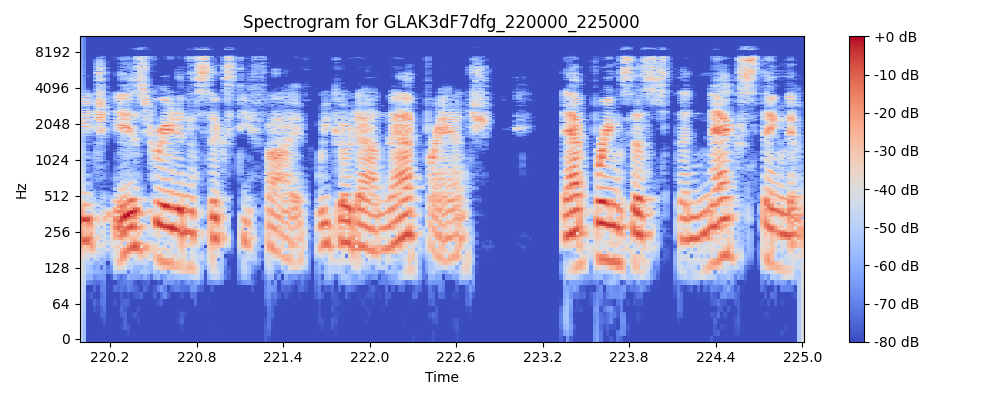 Spectrogram for GLAK3dF7dfg_220000_225000
+0 dB
8192
-10 dB
4096
-20 dB
2048
-30 dB
1024
Hz
512
-40 dB
256
-50 dB
128
-60 dB
64
-70 dB
0
-80 dB
220.2 220.8 221.4 222.0 222.6 223.2 223.8 224.4 225.0
Time